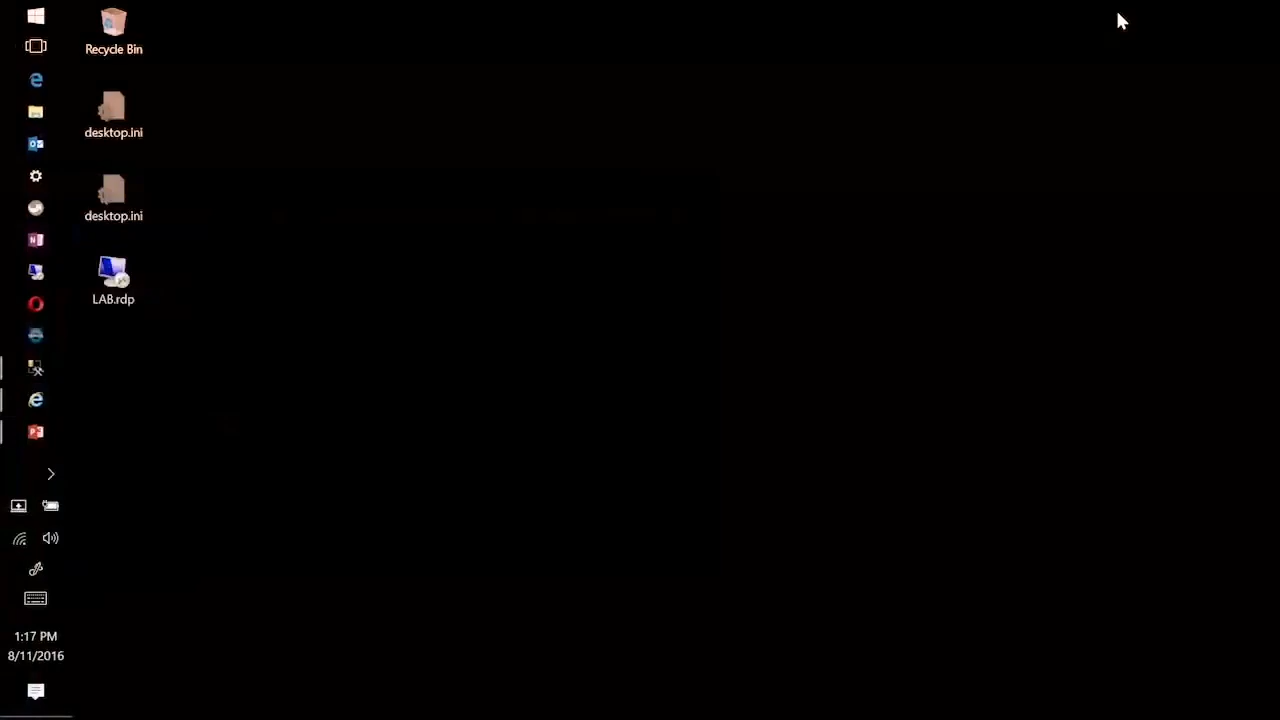 Recycle Bin
desktop.ini
desktop.ini
LAB.rdp
1:17 PM
8/11/2016